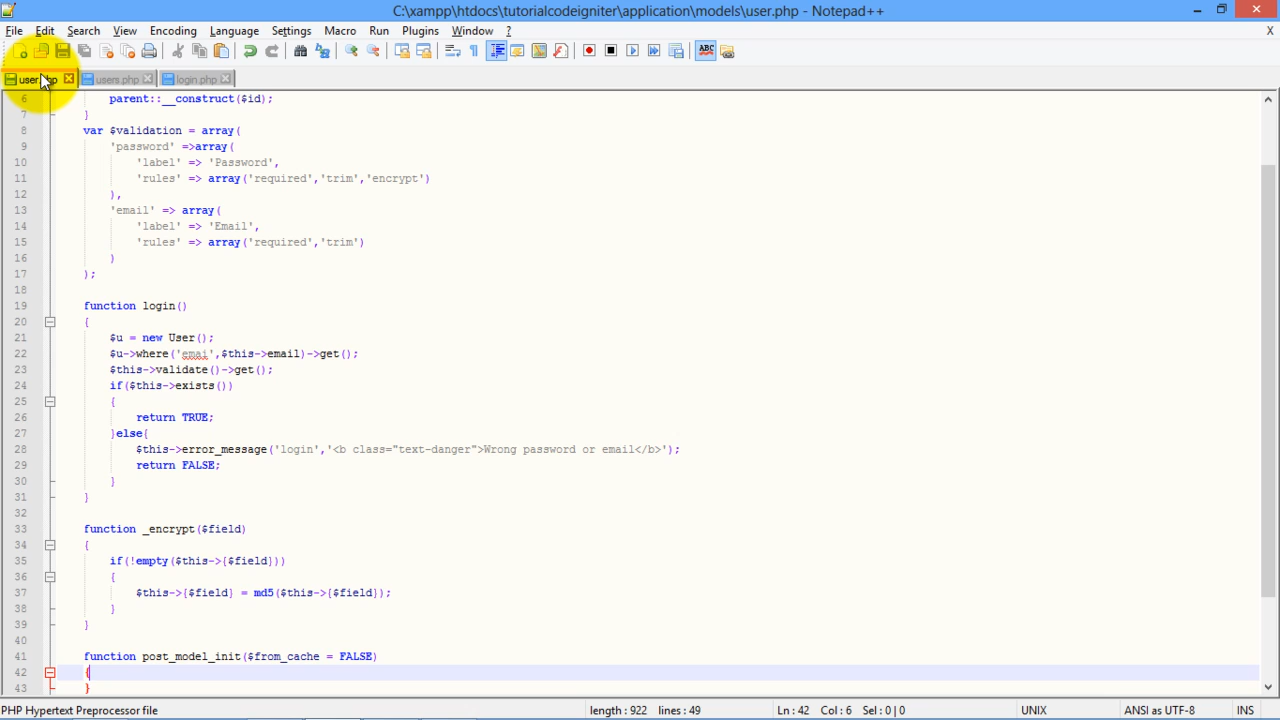 C:\xampp\htdocs\tutorialcodeigniter\application\models\user.php - Notepad++
File Edit Search View Encoding Language Settings Macro Run Plugins Window ? X
ABC
user.php users.php login.php
6 parent::__construct($id);
7 }
8 var $validation = array(
9 'password' =>array(
10 'label' => 'Password',
11 'rules' => array('required','trim','encrypt')
12 ),
13 'email' => array(
14 'label' => 'Email',
15 'rules' => array('required','trim')
16 )
17 );
18
19 function login()
20 {
21 $u = new User();
22 $u->where('emai',$this->email)->get();
23 $this->validate()->get();
24 if($this->exists())
25 {
26 return TRUE;
27 }else{
28 $this->error_message('login','<b class="text-danger">Wrong password or email</b>');
29 return FALSE;
30 }
31 }
32
33 function _encrypt($field)
34 {
35 if(!empty($this->{$field}))
36 {
37 $this->{$field} = md5($this->{$field});
38 }
39 }
40
41 function post_model_init($from_cache = FALSE)
42 {
43 }
PHP Hypertext Preprocessor file length : 922 lines : 49 Ln : 42 Col : 6 Sel : 0 | 0 UNIX ANSI as UTF-8 INS